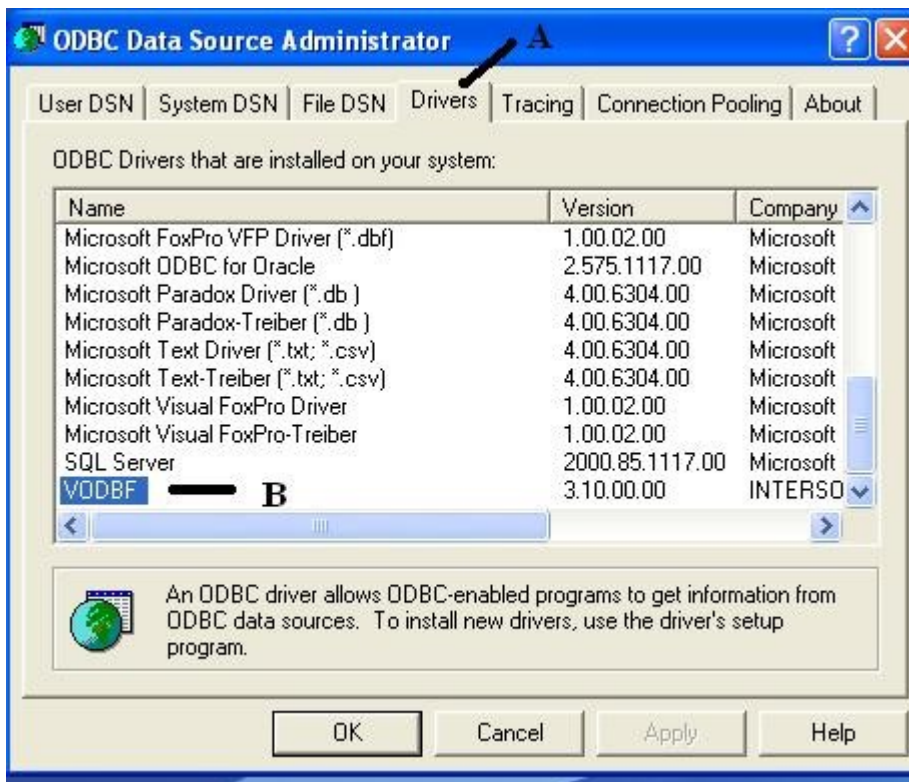 ODBC Data Source Administrator
A
User DSN System DSN File DSN Drivers Tracing Connection Pooling About
ODBC Drivers that are installed on your system:
Name Version Company
Microsoft FoxPro VFP Driver (*.dbf) 1.00.02.00 Microsoft
Microsoft ODBC for Oracle 2.575.1117.00 Microsoft
Microsoft Paradox Driver (*.db ) 4.00.6304.00 Microsoft
Microsoft Paradox-Treiber (*.db ) 4.00.6304.00 Microsoft
Microsoft Text Driver (*.txt; *.csv) 4.00.6304.00 Microsoft
Microsoft Text-Treiber (*.txt; *.csv) 4.00.6304.00 Microsoft
Microsoft Visual FoxPro Driver 1.00.02.00 Microsoft
Microsoft Visual FoxPro-Treiber 1.00.02.00 Microsoft
SQL Server 2000.85.1117.00 Microsoft
VODBF B 3.10.00.00 INTERSO
An ODBC driver allows ODBC-enabled programs to get information from
ODBC data sources. To install new drivers, use the driver's setup
program.
OK Cancel Apply Help